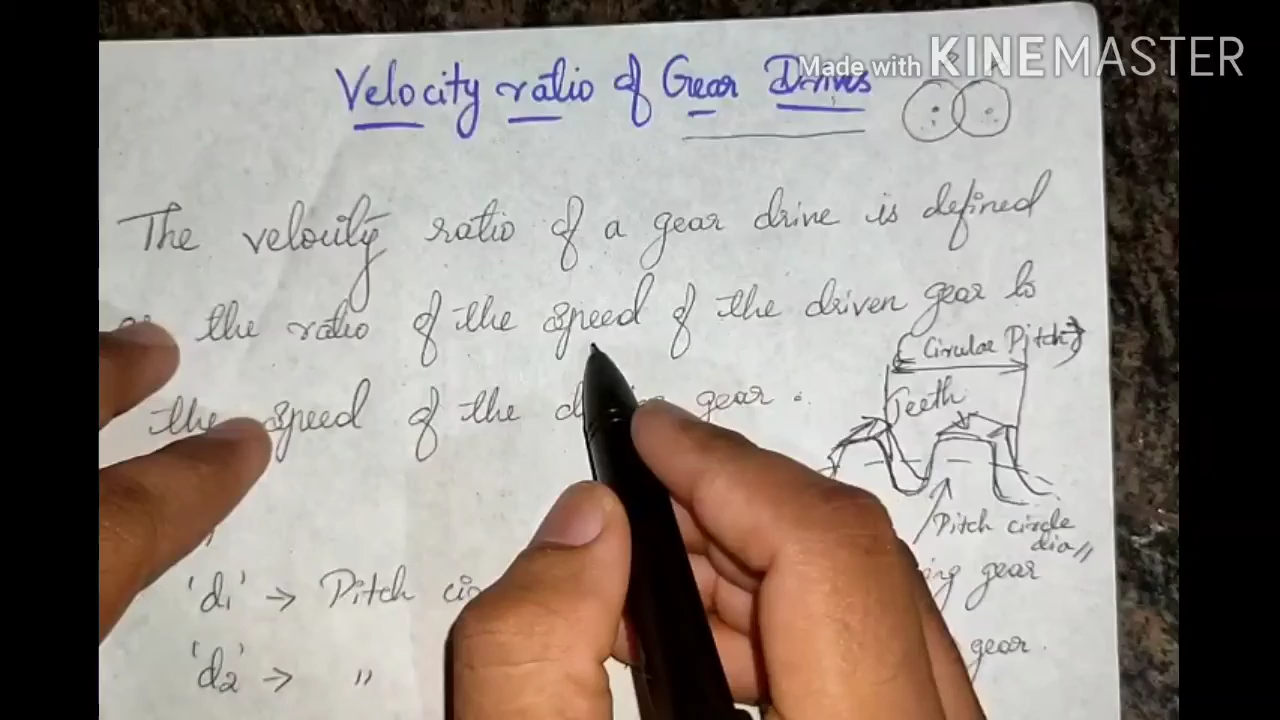 Made with KINEMASTER
Velocity ratio of Gear Drives
The velocity ratio of a gear drive is defined
the ratio of the speed of the driven gear to
the speed of the gear.
Circular Pitch
Teeth
Pitch circle
dia"
'd1' → Pitch gear
'd2' → " gear.